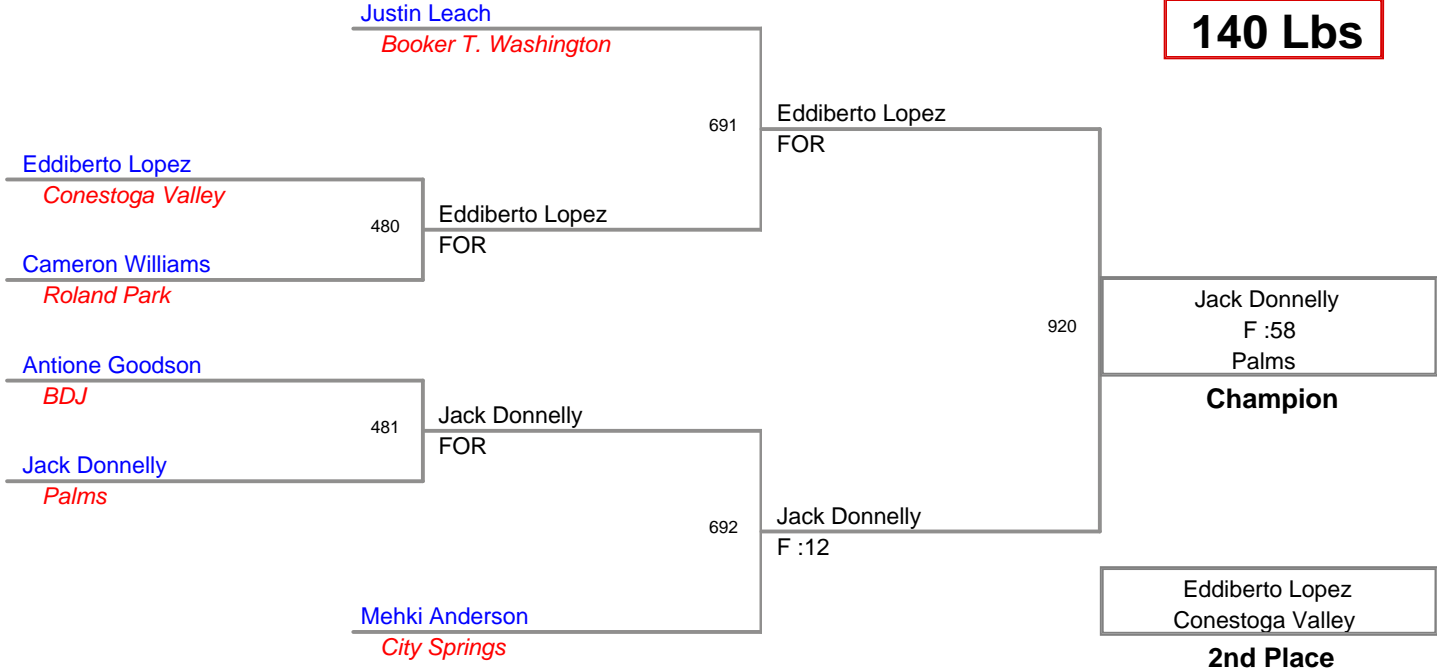 Justin Leach
140 Lbs
Booker T. Washington
Eddiberto Lopez
691
FOR
Eddiberto Lopez
Conestoga Valley
Eddiberto Lopez
480
FOR
Cameron Williams
Roland Park
Jack Donnelly
F :58
920
Palms
Antione Goodson
BDJ
Champion
Jack Donnelly
481
FOR
Jack Donnelly
Palms
Jack Donnelly
692
F :12
Eddiberto Lopez
Conestoga Valley
Mehki Anderson
City Springs
2nd Place